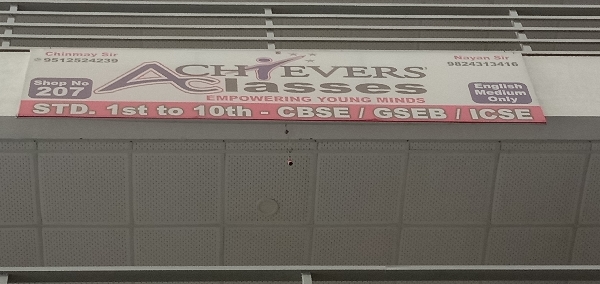 Chinmay Sir
9512524239
Nayan Sir
9824313416
Shop No
207
ACHIEVERS
Classes
English
Medium
Only
EMPOWERING YOUNG MINDS
STD. 1st to 10th - CBSE / GSEB / ICSE